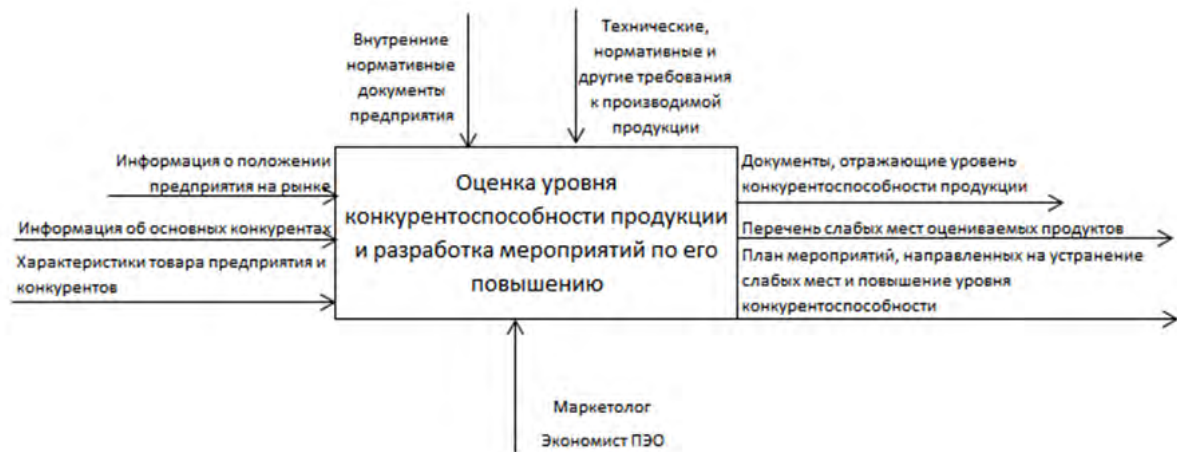 Внутренние
нормативные
документы
предприятия
Технические,
нормативные и
другие требования
к производимой
продукции
Информация о положении
предприятия на рынке
Информация об основных конкурентах
Характеристики товара предприятия и
конкурентов
Оценка уровня
конкурентоспособности продукции
и разработка мероприятий по его
повышению
Документы, отражающие уровень
конкурентоспособности продукции
Перечень слабых мест оцениваемых продуктов
План мероприятий, направленных на устранение
слабых мест и повышение уровня
конкурентоспособности
Маркетолог
Экономист ПЭО